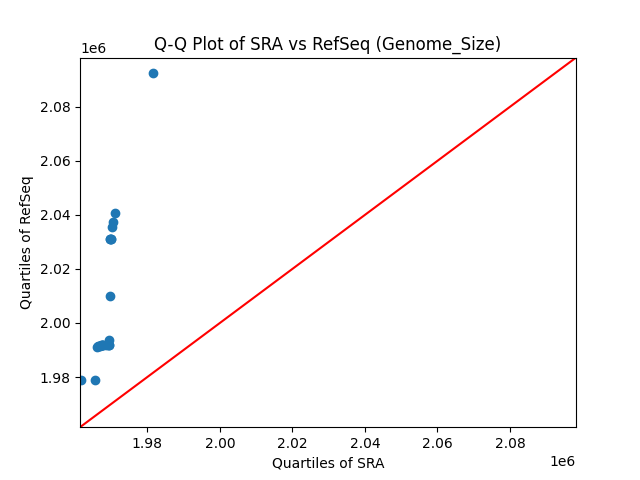 Q-Q Plot of SRA vs RefSeq (Genome_Size)
1e6
2.08
2.06
2.04
2.02
2.00
1.98
Quartiles of RefSeq
1.98 2.00 2.02 2.04 2.06 2.08
Quartiles of SRA
1e6